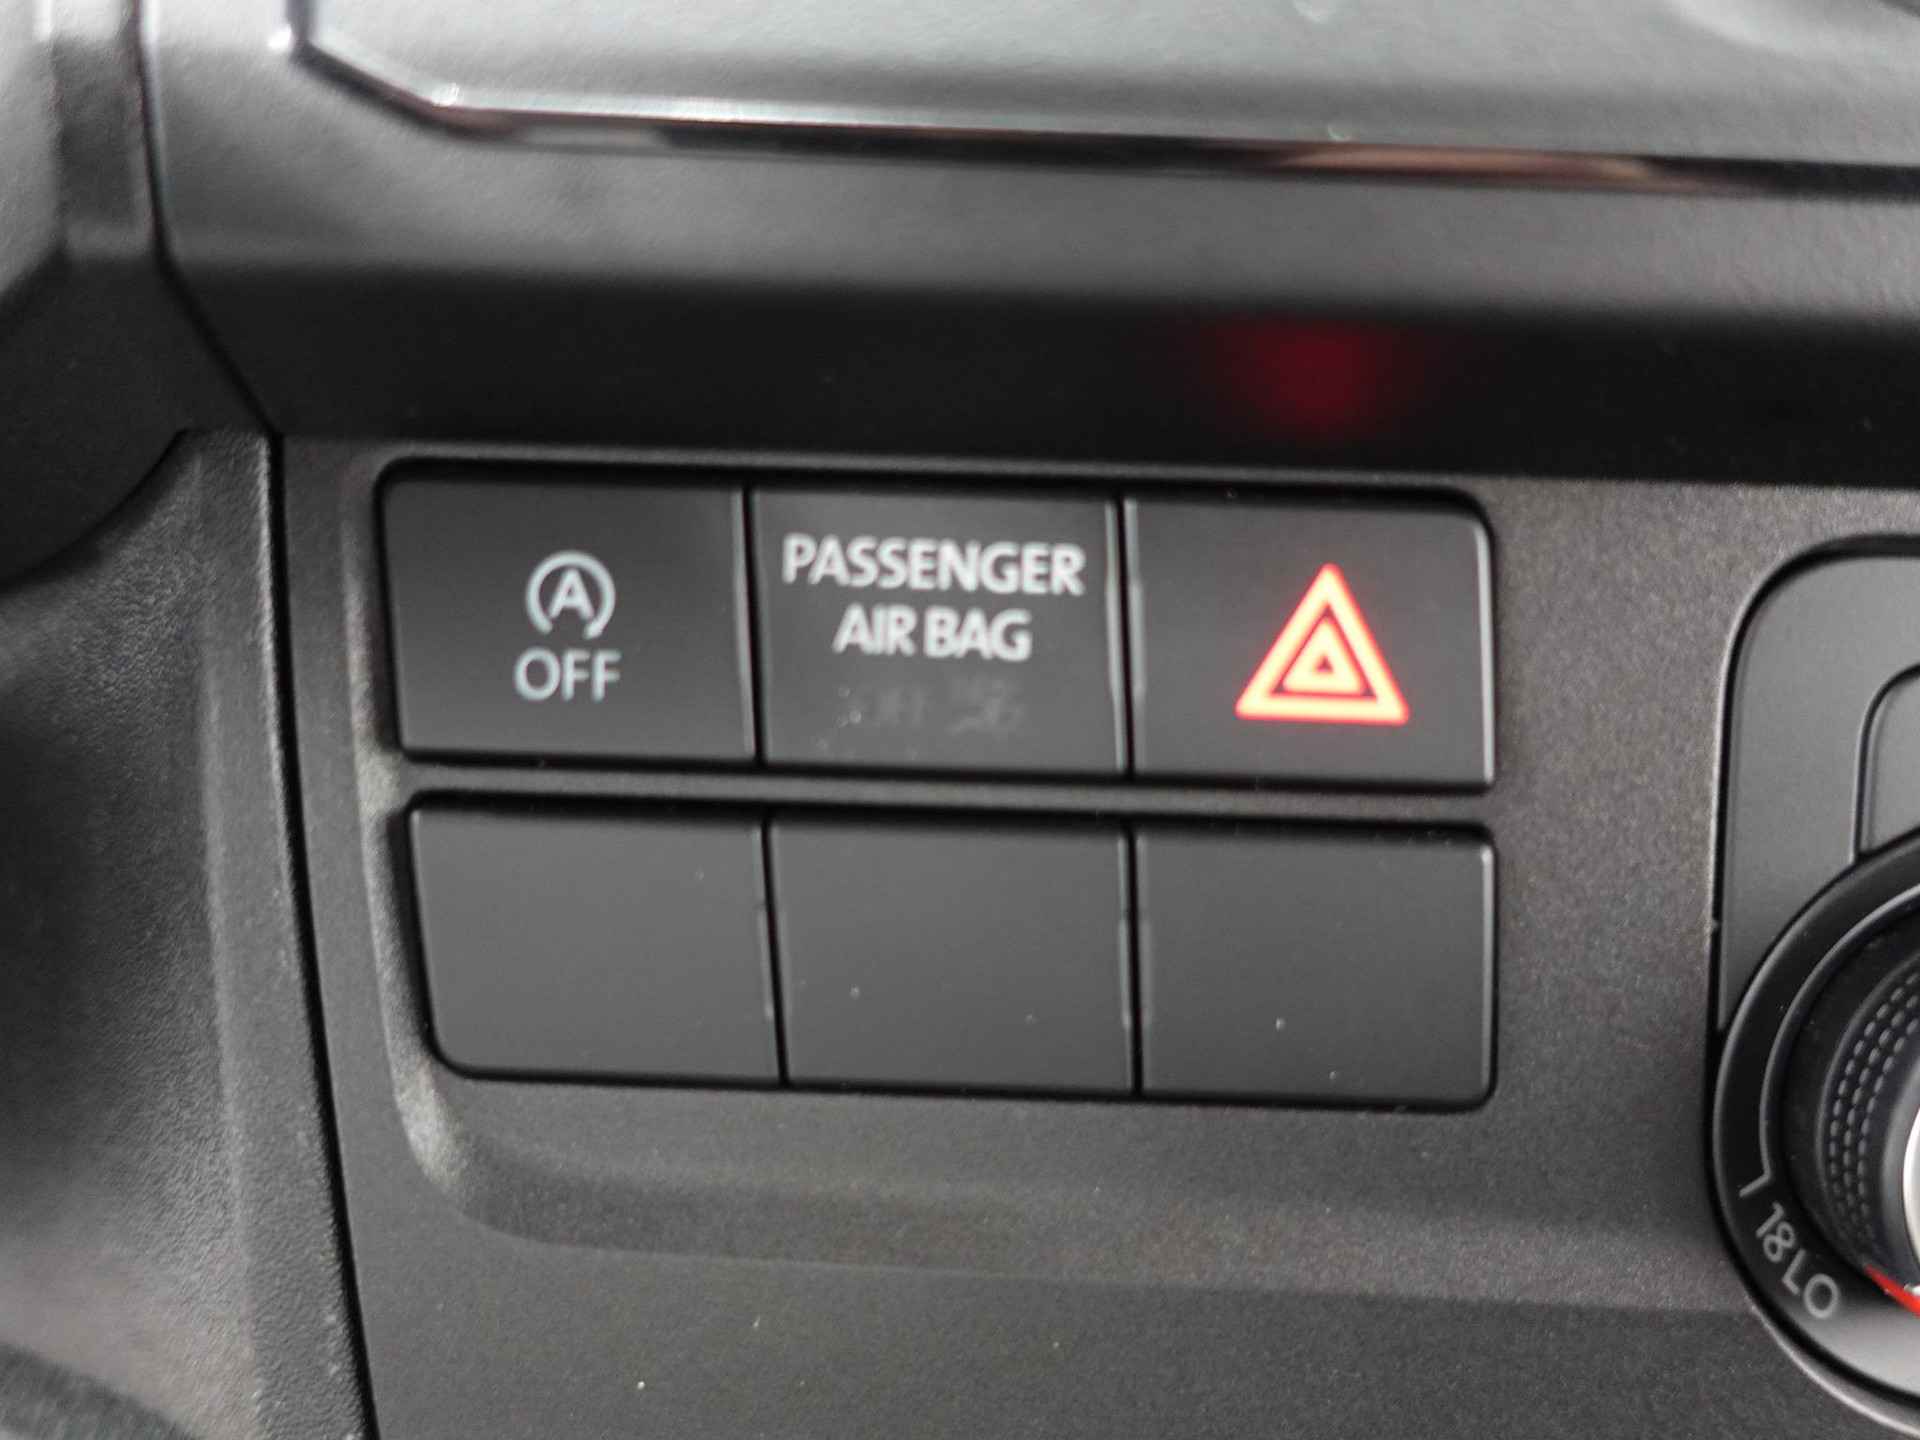 A
OFF
PASSENGER
AIR BAG
18 LO